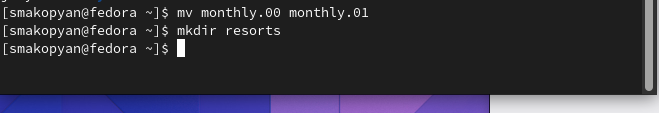 [smakopyan@fedora ~]$ mv monthly.00 monthly.01
[smakopyan@fedora ~]$ mkdir resorts
[smakopyan@fedora ~]$